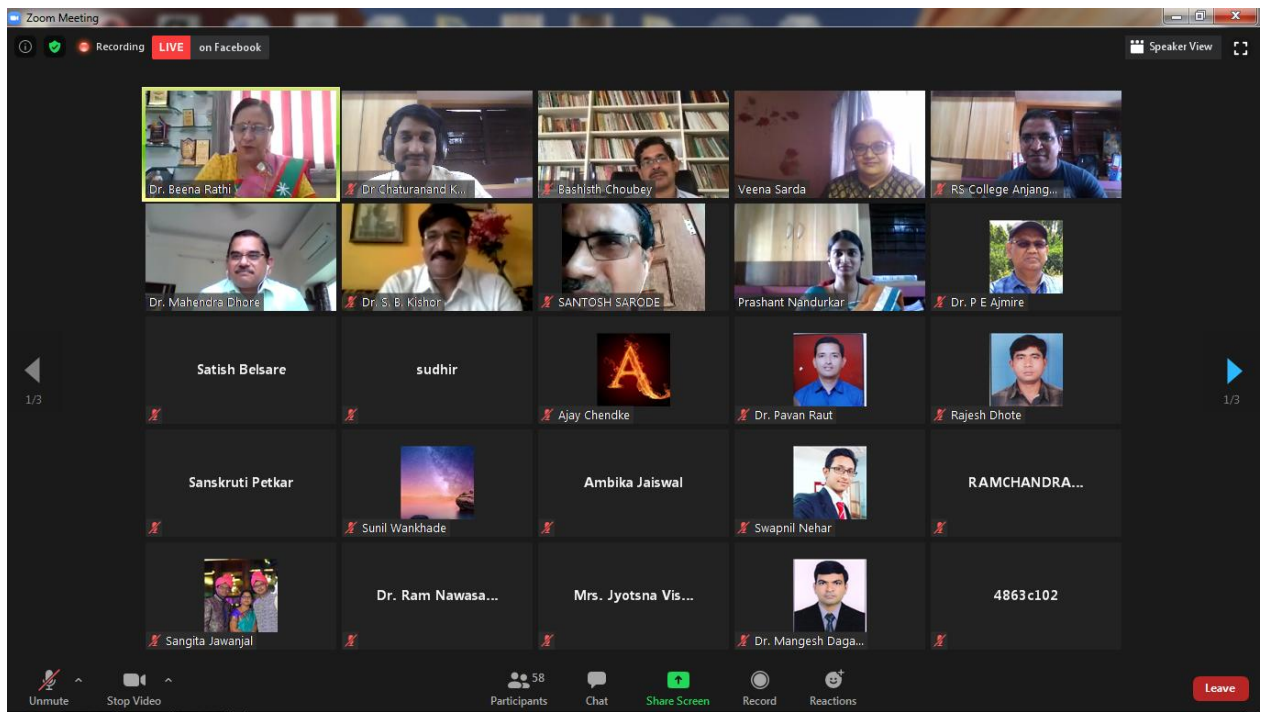 Zoom Meeting
Recording LIVE on Facebook
Speaker View
Dr. Beena Rathi
Dr Chaturanand K...
Bashisth Choubey
Veena Sarda
RS College Anjang...
Dr. Mahendra Dhore
Dr. S. B. Kishor
SANTOSH SARODE
Prashant Nandurkar
Dr. P E Ajmire
Satish Belsare
sudhir
A
Ajay Chendke
Dr. Pavan Raut
Rajesh Dhote
1/3
1/3
Sanskruti Petkar
Sunil Wankhade
Ambika Jaiswal
Swapnil Nehar
RAMCHANDRA...
Sangita Jawanjal
Dr. Ram Nawasa...
Mrs. Jyotsna Vis...
Dr. Mangesh Daga...
4863c102
58
Unmute
Stop Video
Participants
Chat
Share Screen
Record
Reactions
Leave